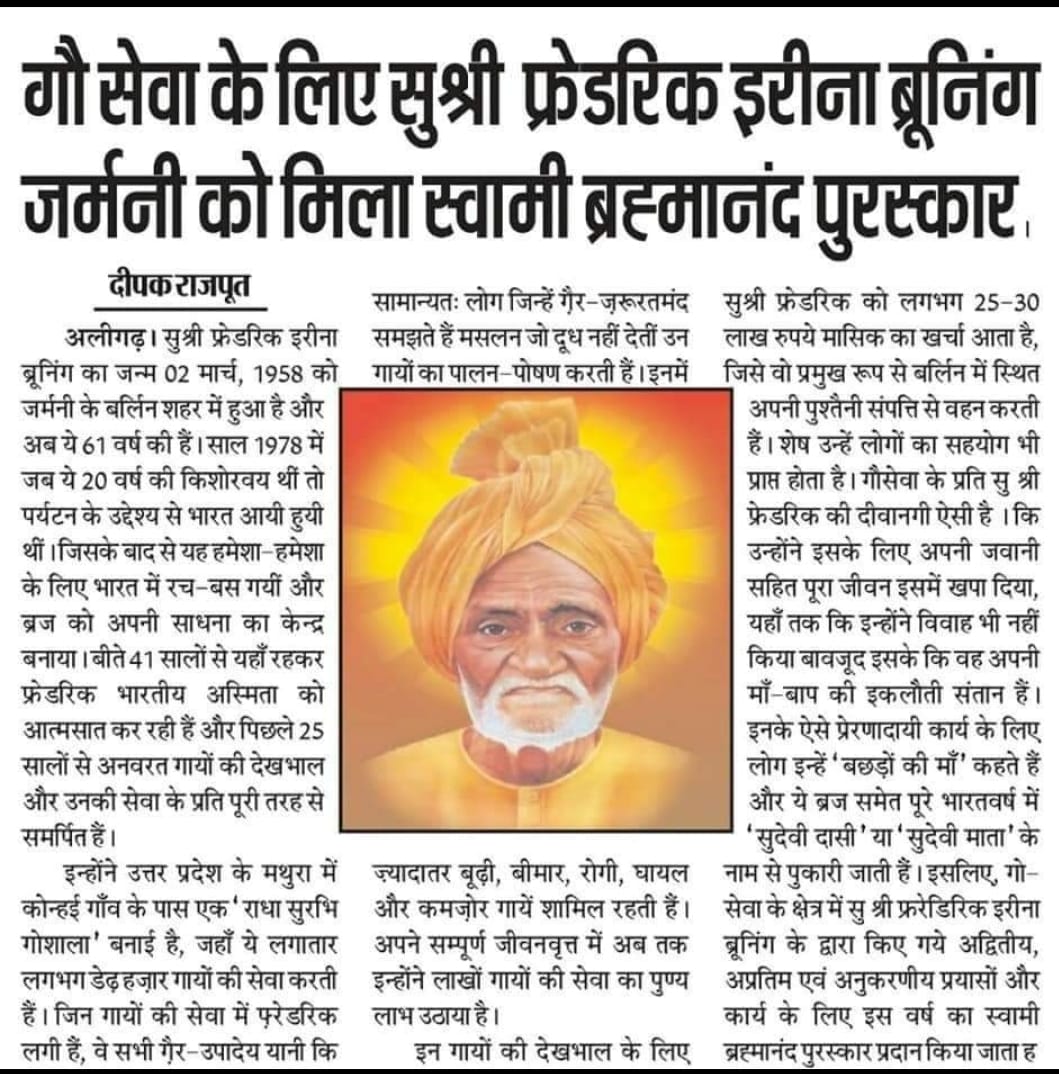 गौ सेवा के लिए सुश्री फ्रेडरिक इरीना ब्रूनिंग
जर्मनी को मिला स्वामी ब्रह्मानंद पुरस्कार।
दीपक राजपूत
अलीगढ़। सुश्री फ्रेडरिक इरीना
ब्रूनिंग का जन्म 02 मार्च, 1958 को
जर्मनी के बर्लिन शहर में हुआ है और
अब ये 61 वर्ष की हैं। साल 1978 में
जब ये 20 वर्ष की किशोरवय थीं तो
पर्यटन के उद्देश्य से भारत आयी हुयी
थीं। जिसके बाद से यह हमेशा-हमेशा
के लिए भारत में रच-बस गयीं और
ब्रज को अपनी साधना का केन्द्र
बनाया। बीते 41 सालों से यहाँ रहकर
फ्रेडरिक भारतीय अस्मिता को
आत्मसात कर रही हैं और पिछले 25
सालों से अनवरत गायों की देखभाल
और उनकी सेवा के प्रति पूरी तरह से
समर्पित हैं।
इन्होंने उत्तर प्रदेश के मथुरा में
कोन्हई गाँव के पास एक 'राधा सुरभि
गोशाला' बनाई है, जहाँ ये लगातार
लगभग डेढ़ हज़ार गायों की सेवा करती
हैं। जिन गायों की सेवा में फ्रेडरिक
लगी हैं, वे सभी ग़ैर-उपादेय यानी कि
सामान्यतः लोग जिन्हें ग़ैर-ज़रूरतमंद
समझते हैं मसलन जो दूध नहीं देतीं उन
गायों का पालन-पोषण करती हैं। इनमें
ज्यादातर बूढ़ी, बीमार, रोगी, घायल
और कमज़ोर गायें शामिल रहती हैं।
अपने सम्पूर्ण जीवनवृत्त में अब तक
इन्होंने लाखों गायों की सेवा का पुण्य
लाभ उठाया है।
इन गायों की देखभाल के लिए
सुश्री फ्रेडरिक को लगभग 25-30
लाख रुपये मासिक का खर्चा आता है,
जिसे वो प्रमुख रूप से बर्लिन में स्थित
अपनी पुश्तैनी संपत्ति से वहन करती
हैं। शेष उन्हें लोगों का सहयोग भी
प्राप्त होता है। गौसेवा के प्रति सु श्री
फ्रेडरिक की दीवानगी ऐसी है । कि
उन्होंने इसके लिए अपनी जवानी
सहित पूरा जीवन इसमें खपा दिया,
यहाँ तक कि इन्होंने विवाह भी नहीं
किया बावजूद इसके कि वह अपनी
माँ-बाप की इकलौती संतान हैं।
इनके ऐसे प्रेरणादायी कार्य के लिए
लोग इन्हें 'बछड़ों की माँ' कहते हैं
और ये ब्रज समेत पूरे भारतवर्ष में
'सुदेवी दासी' या 'सुदेवी माता' के
नाम से पुकारी जाती हैं। इसलिए, गो-
सेवा के क्षेत्र में सु श्री फ्ररेडिरिक इरीना
ब्रूनिंग के द्वारा किए गये अद्वितीय,
अप्रतिम एवं अनुकरणीय प्रयासों और
कार्य के लिए इस वर्ष का स्वामी
ब्रह्मानंद पुरस्कार प्रदान किया जाता ह